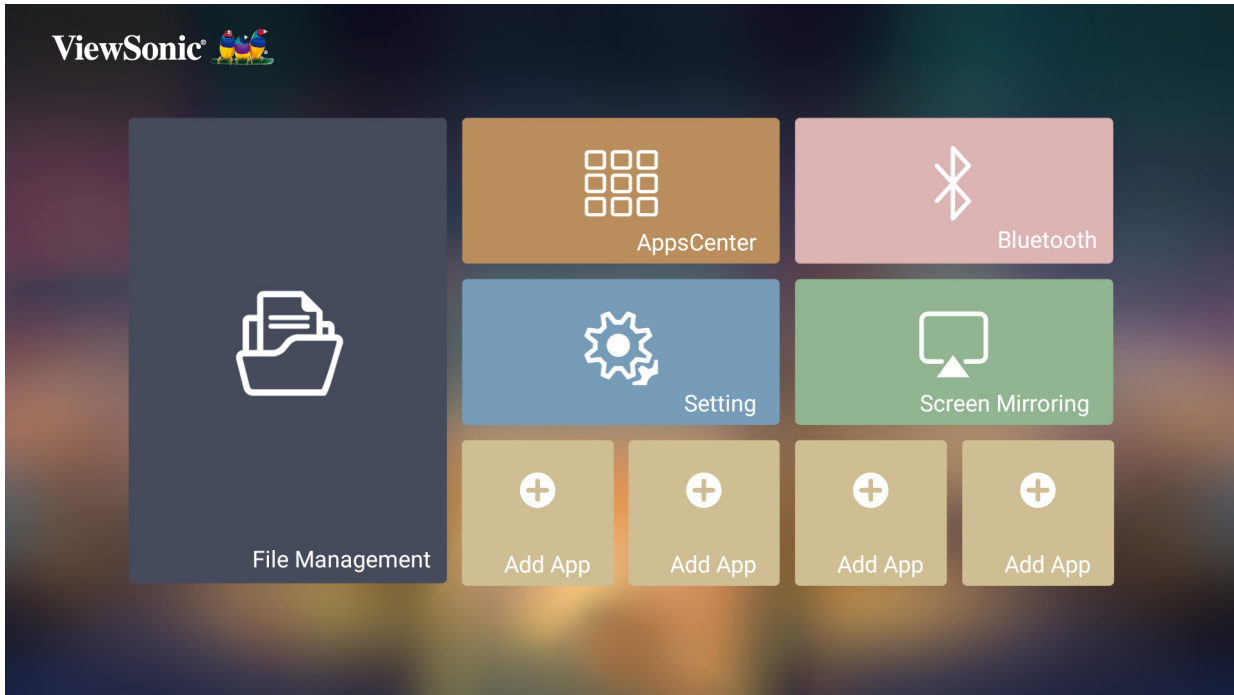 ViewSonic®
AppsCenter
Bluetooth
Setting
Screen Mirroring
File Management
Add App
Add App
Add App
Add App